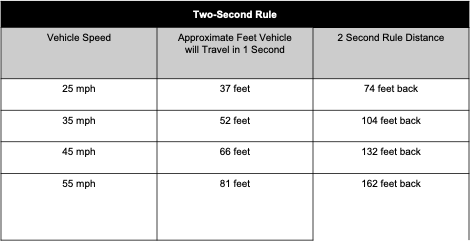 Two-Second Rule
Vehicle Speed
Approximate Feet Vehicle
will Travel in 1 Second
2 Second Rule Distance
25 mph
37 feet
74 feet back
35 mph
52 feet
104 feet back
45 mph
66 feet
132 feet back
55 mph
81 feet
162 feet back